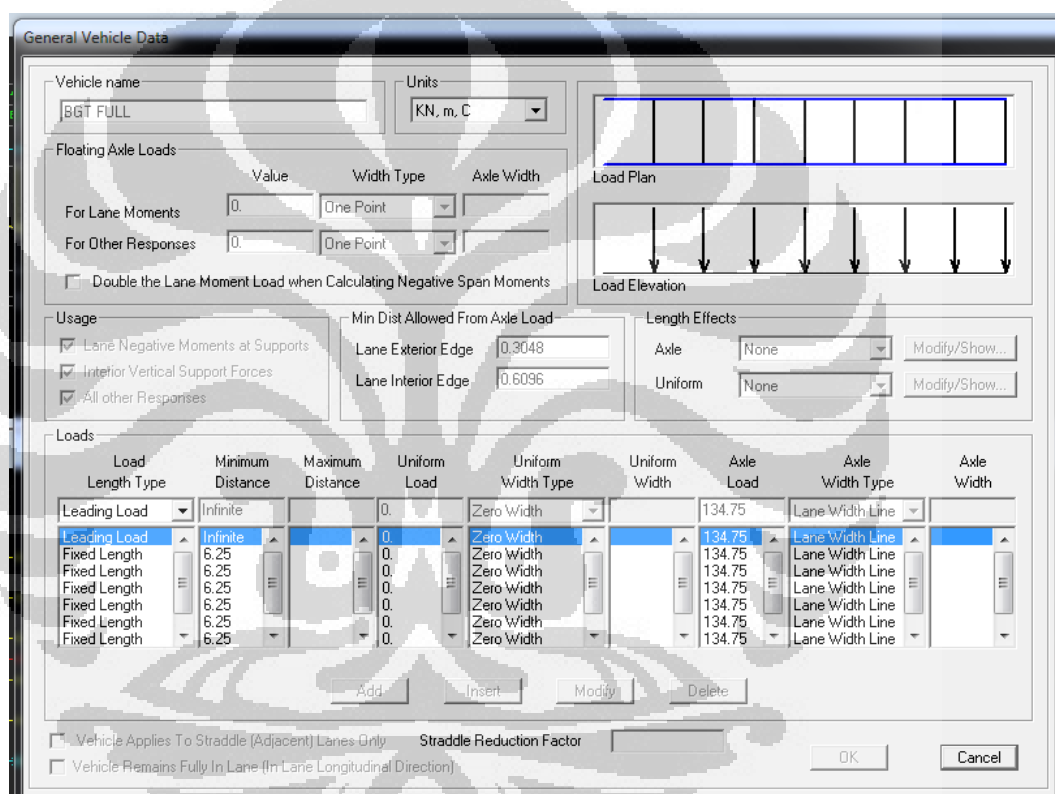 General Vehicle Data
Vehicle name
BGT FULL
Units
KN, m, C
Floating Axle Loads
Value Width Type Axle Width
For Lane Moments 0. One Point
For Other Responses 0. One Point
Double the Lane Moment Load when Calculating Negative Span Moments
Load Plan
Load Elevation
Usage
Lane Negative Moments at Supports
Interior Vertical Support Forces
All other Responses
Min Dist Allowed From Axle Load
Lane Exterior Edge 0.3048
Lane Interior Edge 0.6096
Length Effects
Axle None Modify/Show...
Uniform None Modify/Show...
Loads
Load Minimum Maximum Uniform Uniform Uniform Axle Axle Axle
Length Type Distance Distance Load Width Type Width Load Width Type Width
Leading Load Infinite 0. Zero Width 134.75 Lane Width Line
Leading Load Infinite 0. Zero Width 134.75 Lane Width Line
Fixed Length 6.25 0. Zero Width 134.75 Lane Width Line
Fixed Length 6.25 0. Zero Width 134.75 Lane Width Line
Fixed Length 6.25 0. Zero Width 134.75 Lane Width Line
Fixed Length 6.25 0. Zero Width 134.75 Lane Width Line
Fixed Length 6.25 0. Zero Width 134.75 Lane Width Line
Fixed Length 6.25 0. Zero Width 134.75 Lane Width Line
Add Insert Modify Delete
Vehicle Applies To Straddle (Adjacent) Lanes Only Straddle Reduction Factor
Vehicle Remains Fully In Lane (In Lane Longitudinal Direction)
OK Cancel